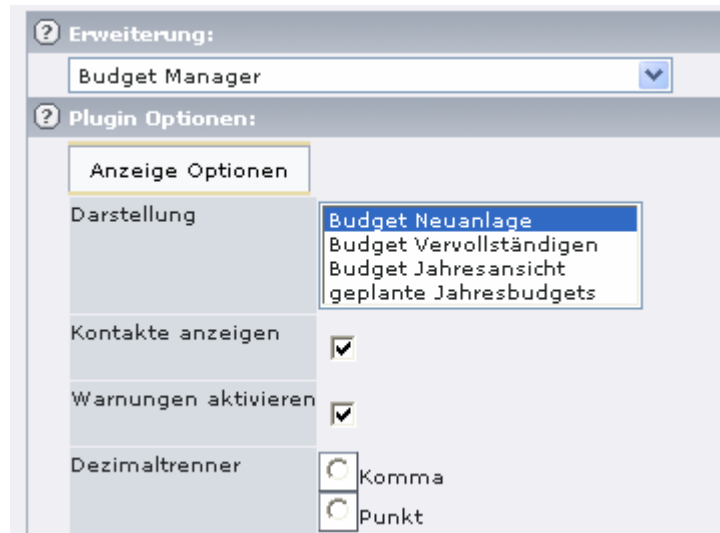 Erweiterung:
Budget Manager
Plugin Optionen:
Anzeige Optionen
Darstellung
Budget Neuanlage
Budget Vervollständigen
Budget Jahresansicht
geplante Jahresbudgets
Kontakte anzeigen
Warnungen aktivieren
Dezimaltrenner
Komma
Punkt